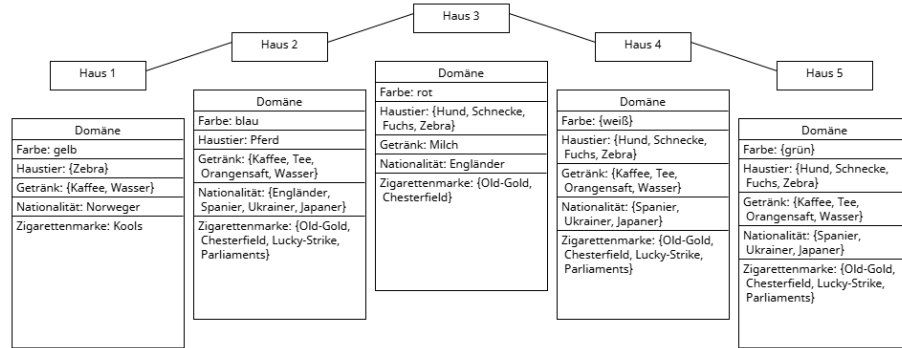 Haus 3
Haus 2
Haus 4
Haus 1
Haus 5
Domäne
Farbe: gelb
Haustier: {Zebra}
Getränk: {Kaffee, Wasser}
Nationalität: Norweger
Zigarettenmarke: Kools
Domäne
Farbe: blau
Haustier: Pferd
Getränk: {Kaffee, Tee,
Orangensaft, Wasser}
Nationalität: {Engländer,
Spanier, Ukrainer, Japaner}
Zigarettenmarke: {Old-Gold,
Chesterfield, Lucky-Strike,
Parliaments}
Domäne
Farbe: rot
Haustier: {Hund, Schnecke,
Fuchs, Zebra}
Getränk: Milch
Nationalität: Engländer
Zigarettenmarke: {Old-Gold,
Chesterfield}
Domäne
Farbe: {weiß}
Haustier: {Hund, Schnecke,
Fuchs, Zebra}
Getränk: {Kaffee, Tee,
Orangensaft, Wasser}
Nationalität: {Spanier,
Ukrainer, Japaner}
Zigarettenmarke: {Old-Gold,
Chesterfield, Lucky-Strike,
Parliaments}
Domäne
Farbe: {grün}
Haustier: {Hund, Schnecke,
Fuchs, Zebra}
Getränk: {Kaffee, Tee,
Orangensaft, Wasser}
Nationalität: {Spanier,
Ukrainer, Japaner}
Zigarettenmarke: {Old-Gold,
Chesterfield, Lucky-Strike,
Parliaments}